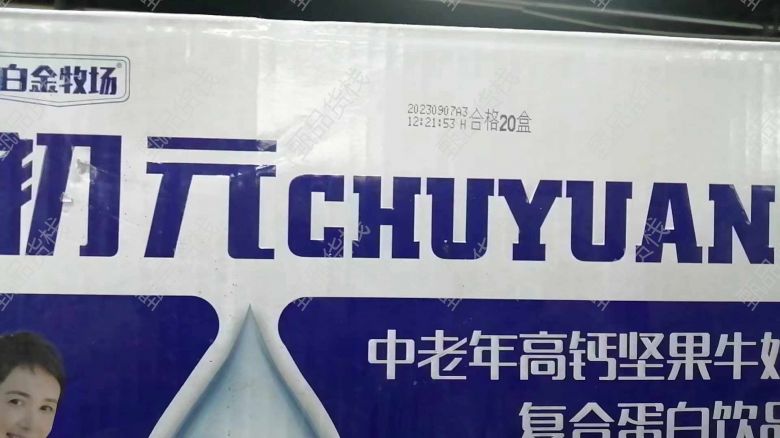 白金牧场
20230907A3
12:21:53 H 合格20盒
初元CHUYUAN
中老年高钙坚果牛奶
复合蛋白饮品